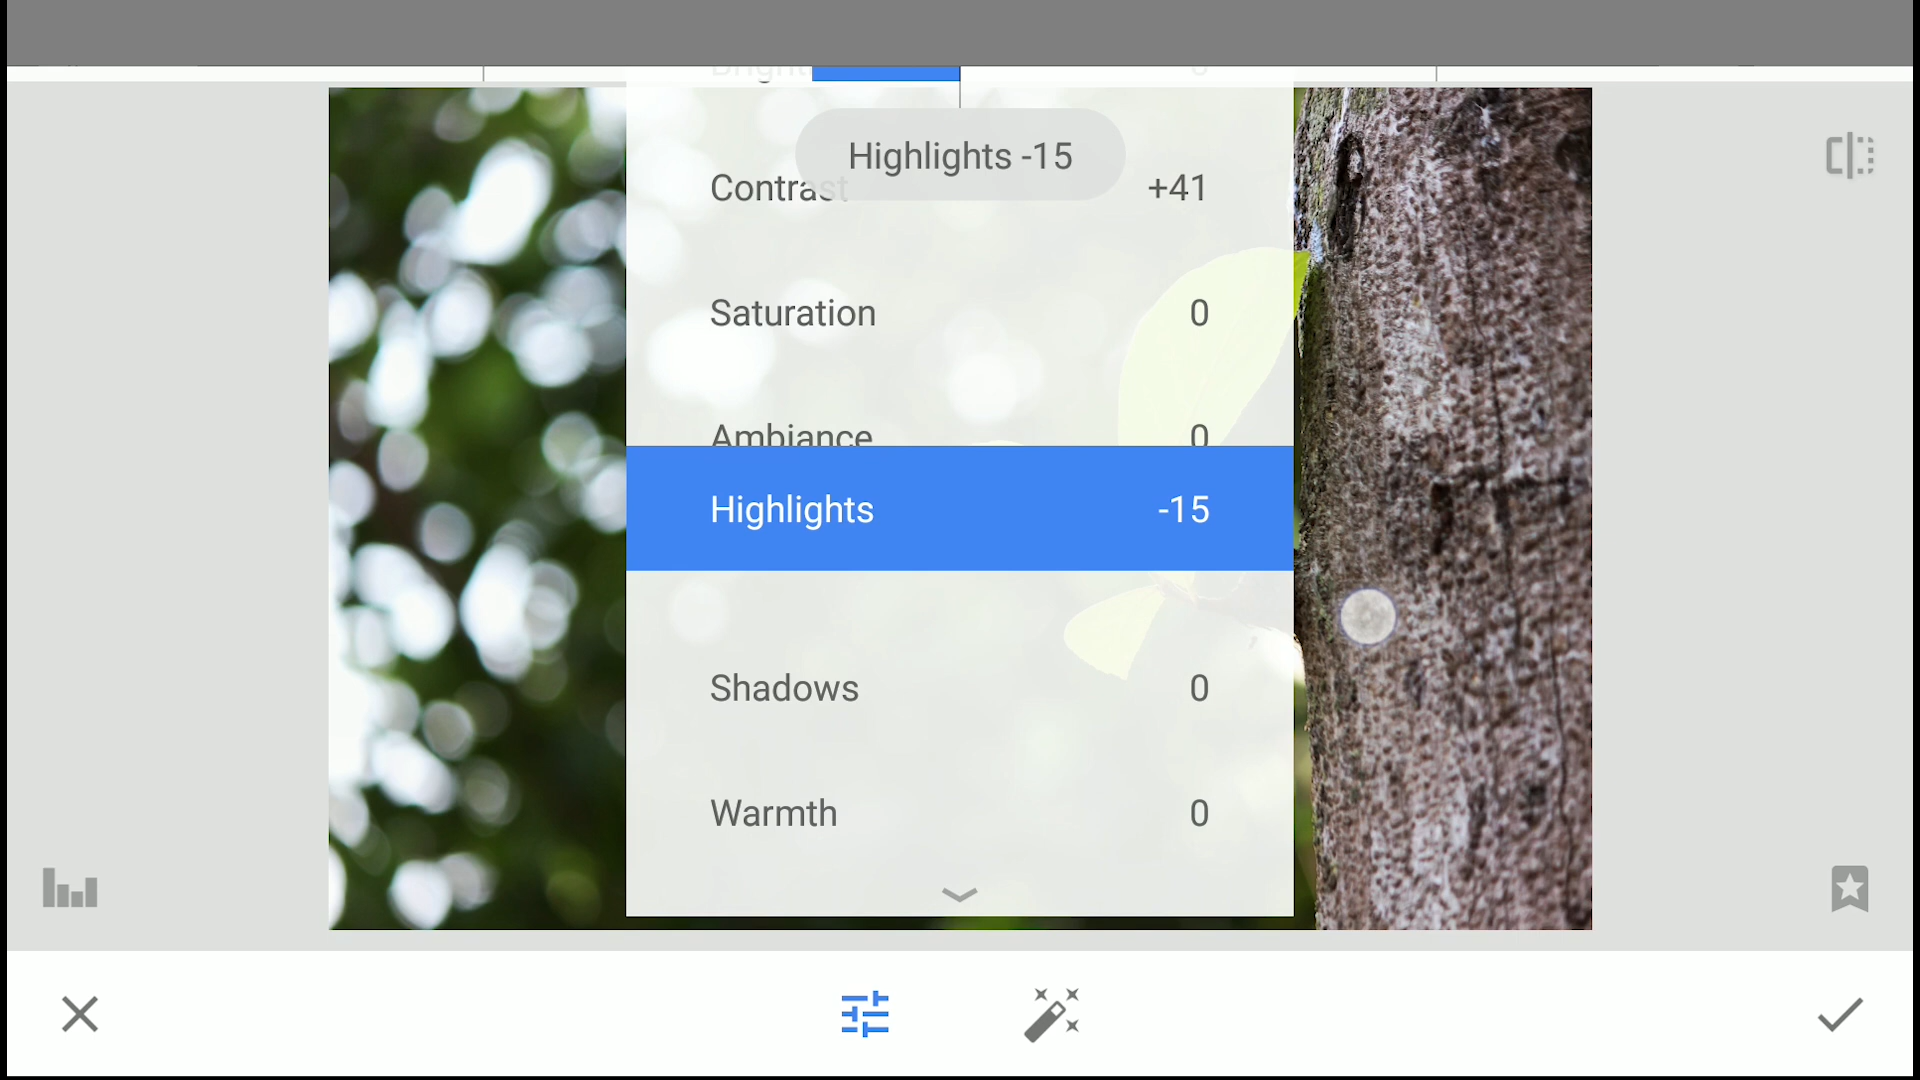 Highlights -15
Contrast +41
Saturation 0
Ambiance 0
Highlights -15
Shadows 0
Warmth 0